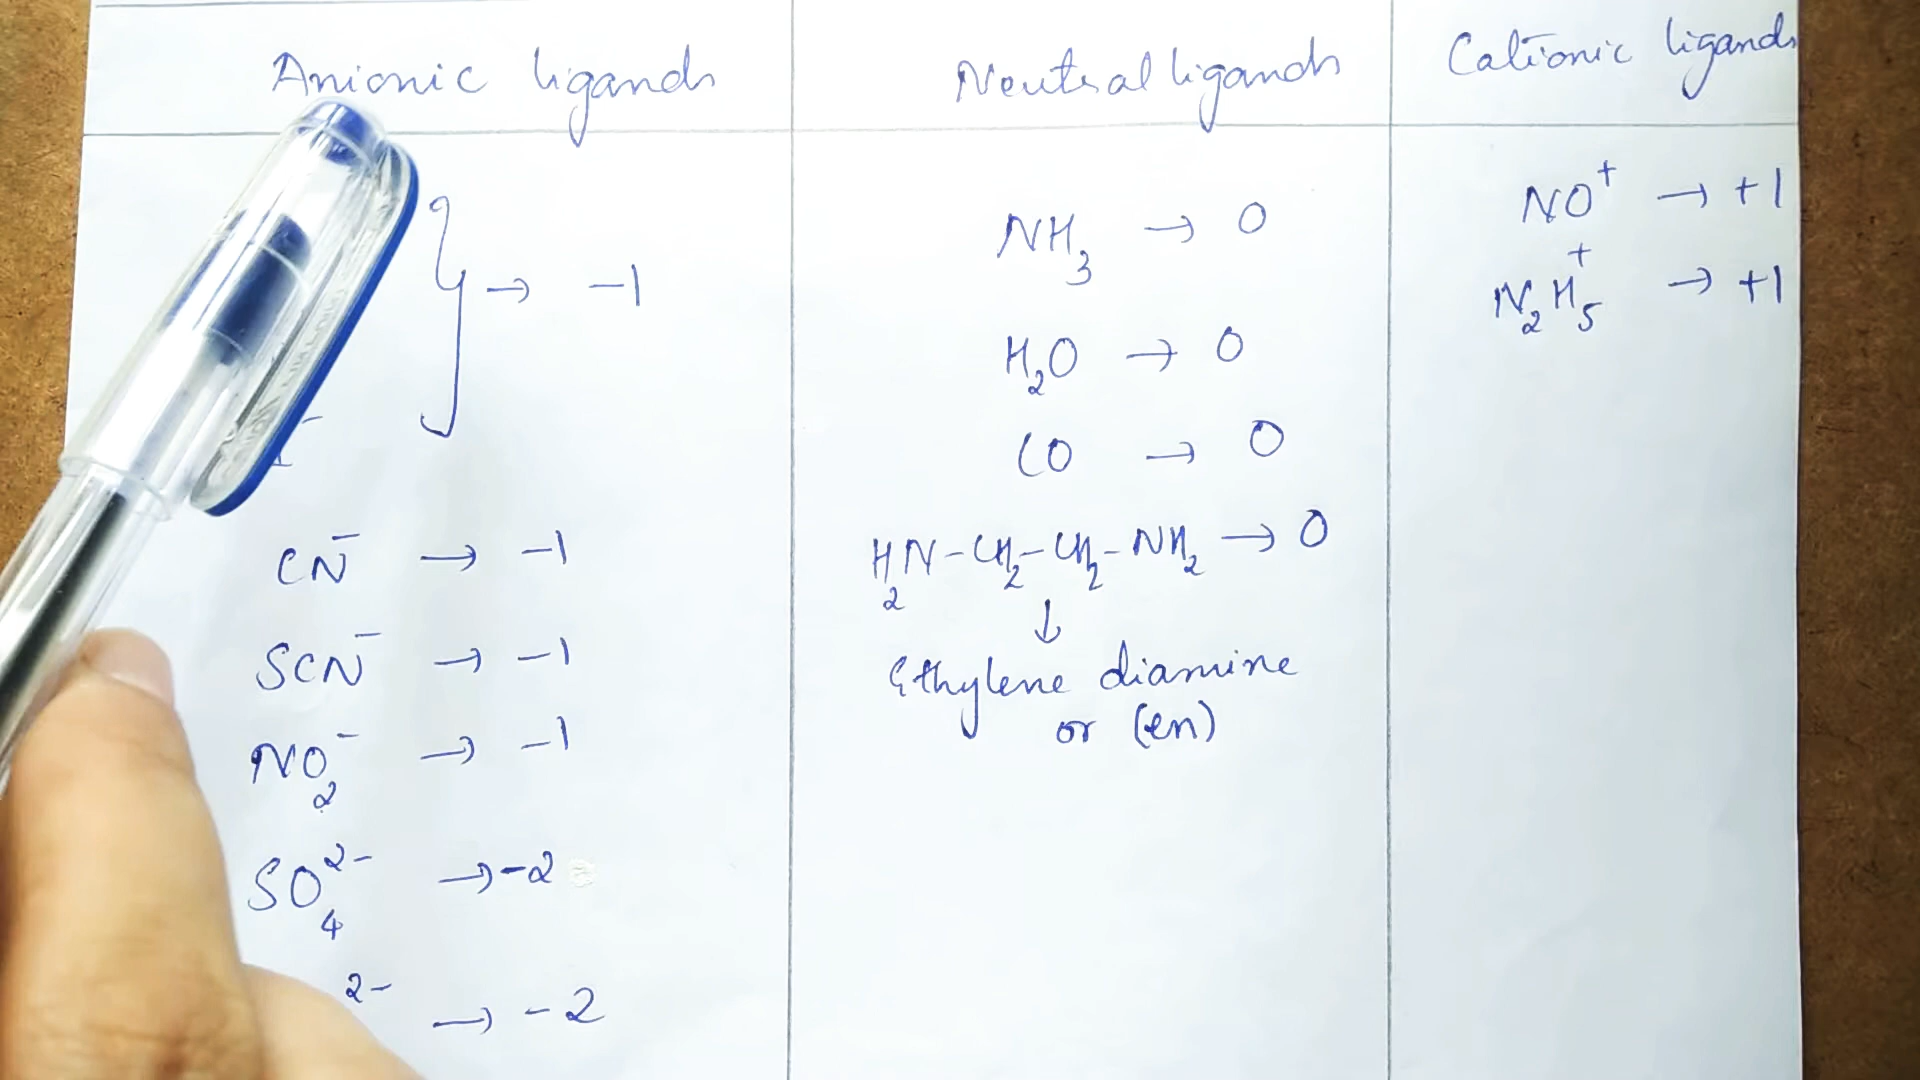 Anionic ligands
→ -1
I⁻
CN⁻ → -1
SCN⁻ → -1
NO₂⁻ → -1
SO₄²⁻ → -2
2- → -2
Neutral ligands
NH₃ → 0
H₂O → 0
CO → 0
H₂N-CH₂-CH₂-NH₂ → 0
↓
Ethylene diamine
or (en)
Cationic ligands
NO⁺ → +1
N₂H₅⁺ → +1